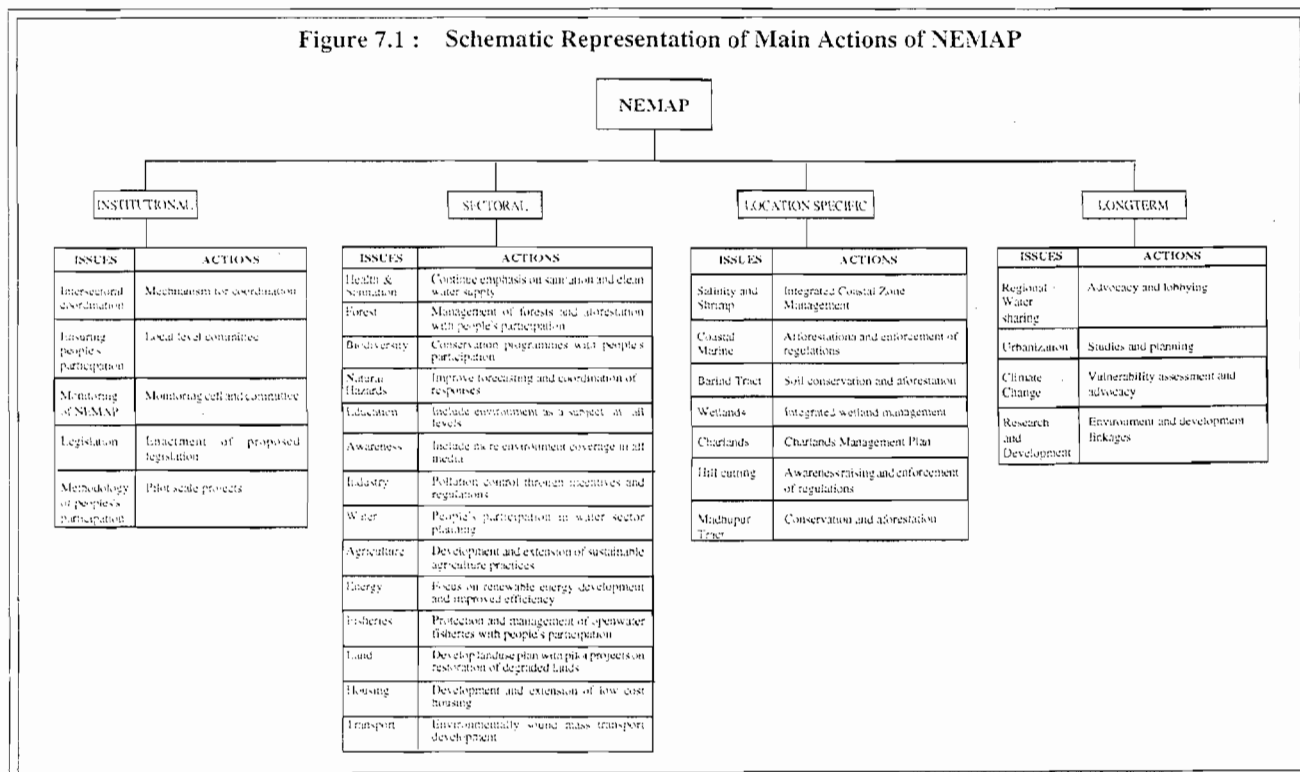 Figure 7.1 : Schematic Representation of Main Actions of NEMAP
NEMAP
INSTITUTIONAL
ISSUES ACTIONS
Intersectoral coordination Mechanism for coordination
Ensuring people's participation Local level committee
Monitoring of NEMAP Monitoring cell and committee
Legislation Enactment of proposed legislation
Methodology of people's participation Pilot scale projects
SECTORAL
ISSUES ACTIONS
Health & Sanitation Continue emphasis on sanitation and clean water supply
Forest Management of forests and aforestation with people's participation
Biodiversity Conservation programmes with people's participation
Natural Hazards Improve forecasting and coordination of responses
Education Include environment as a subject in all levels
Awareness Include more environment coverage in all media
Industry Pollution control through incentives and regulations
Water People's participation in water sector planning
Agriculture Development and extension of sustainable agriculture practices
Energy Focus on renewable energy development and improved efficiency
Fisheries Protection and management of openwater fisheries with people's participation
Land Develop landuse plan with pilot projects on restoration of degraded lands
Housing Development and extension of low cost housing
Transport Environmentally sound mass transport development
LOCATION SPECIFIC
ISSUES ACTIONS
Salinity and Shrimp Integrated Coastal Zone Management
Coastal Marine Afforestations and enforcement of regulations
Barind Tract Soil conservation and aforestation
Wetlands Integrated wetland management
Charlands Charlands Management Plan
Hill cutting Awareness raising and enforcement of regulations
Madhupur Tract Conservation and aforestation
LONGTERM
ISSUES ACTIONS
Regional Water sharing Advocacy and lobbying
Urbanization Studies and planning
Climate Change Vulnerability assessment and advocacy
Research and Development Environment and development linkages